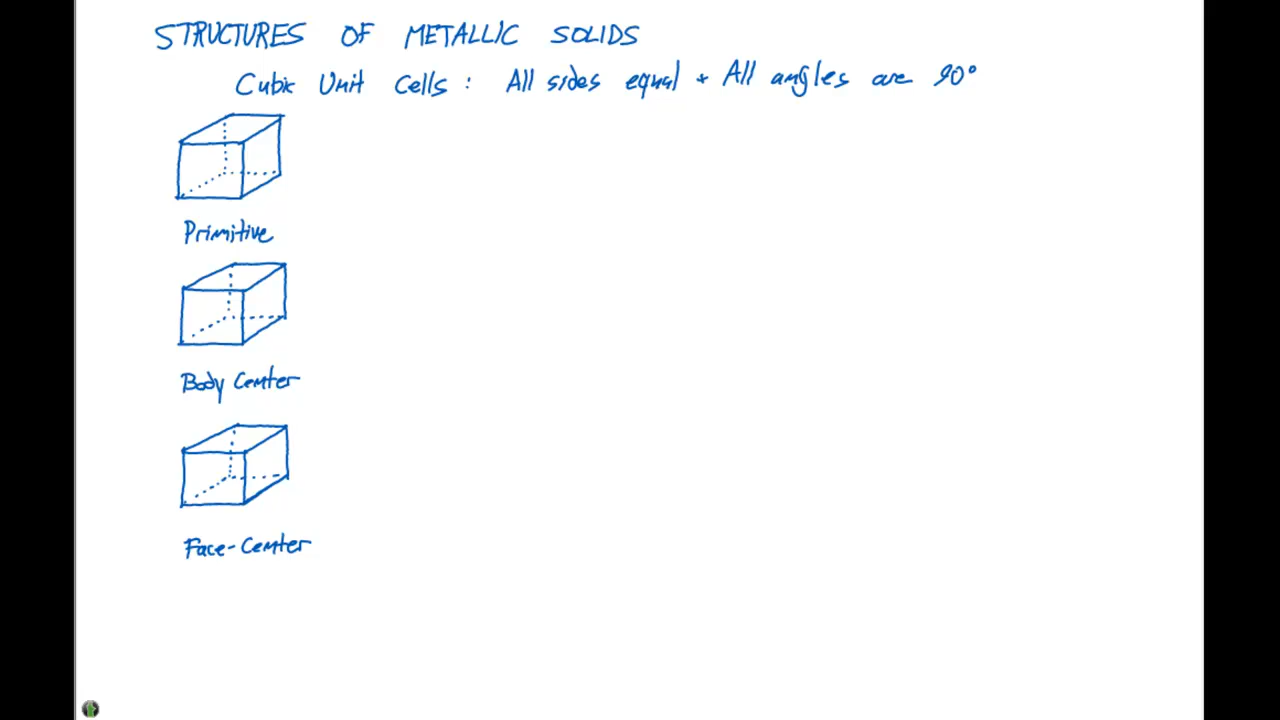 STRUCTURES OF METALLIC SOLIDS
Cubic Unit Cells : All sides equal + All angles are 90°
Primitive
Body Center
Face-Center